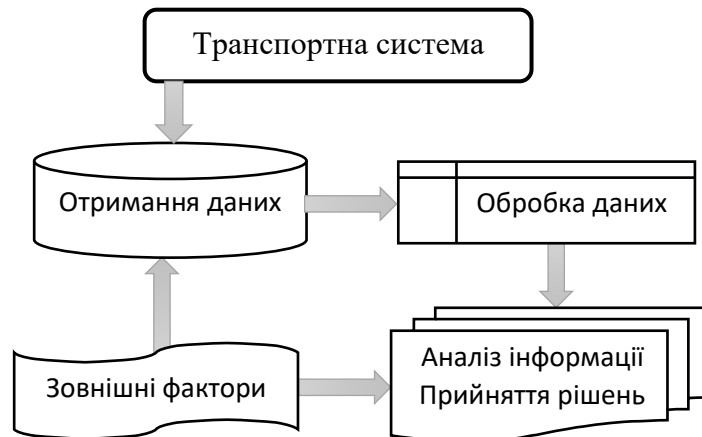 Транспортна система
Отримання даних
Обробка даних
Зовнішні фактори
Аналіз інформації
Прийняття рішень